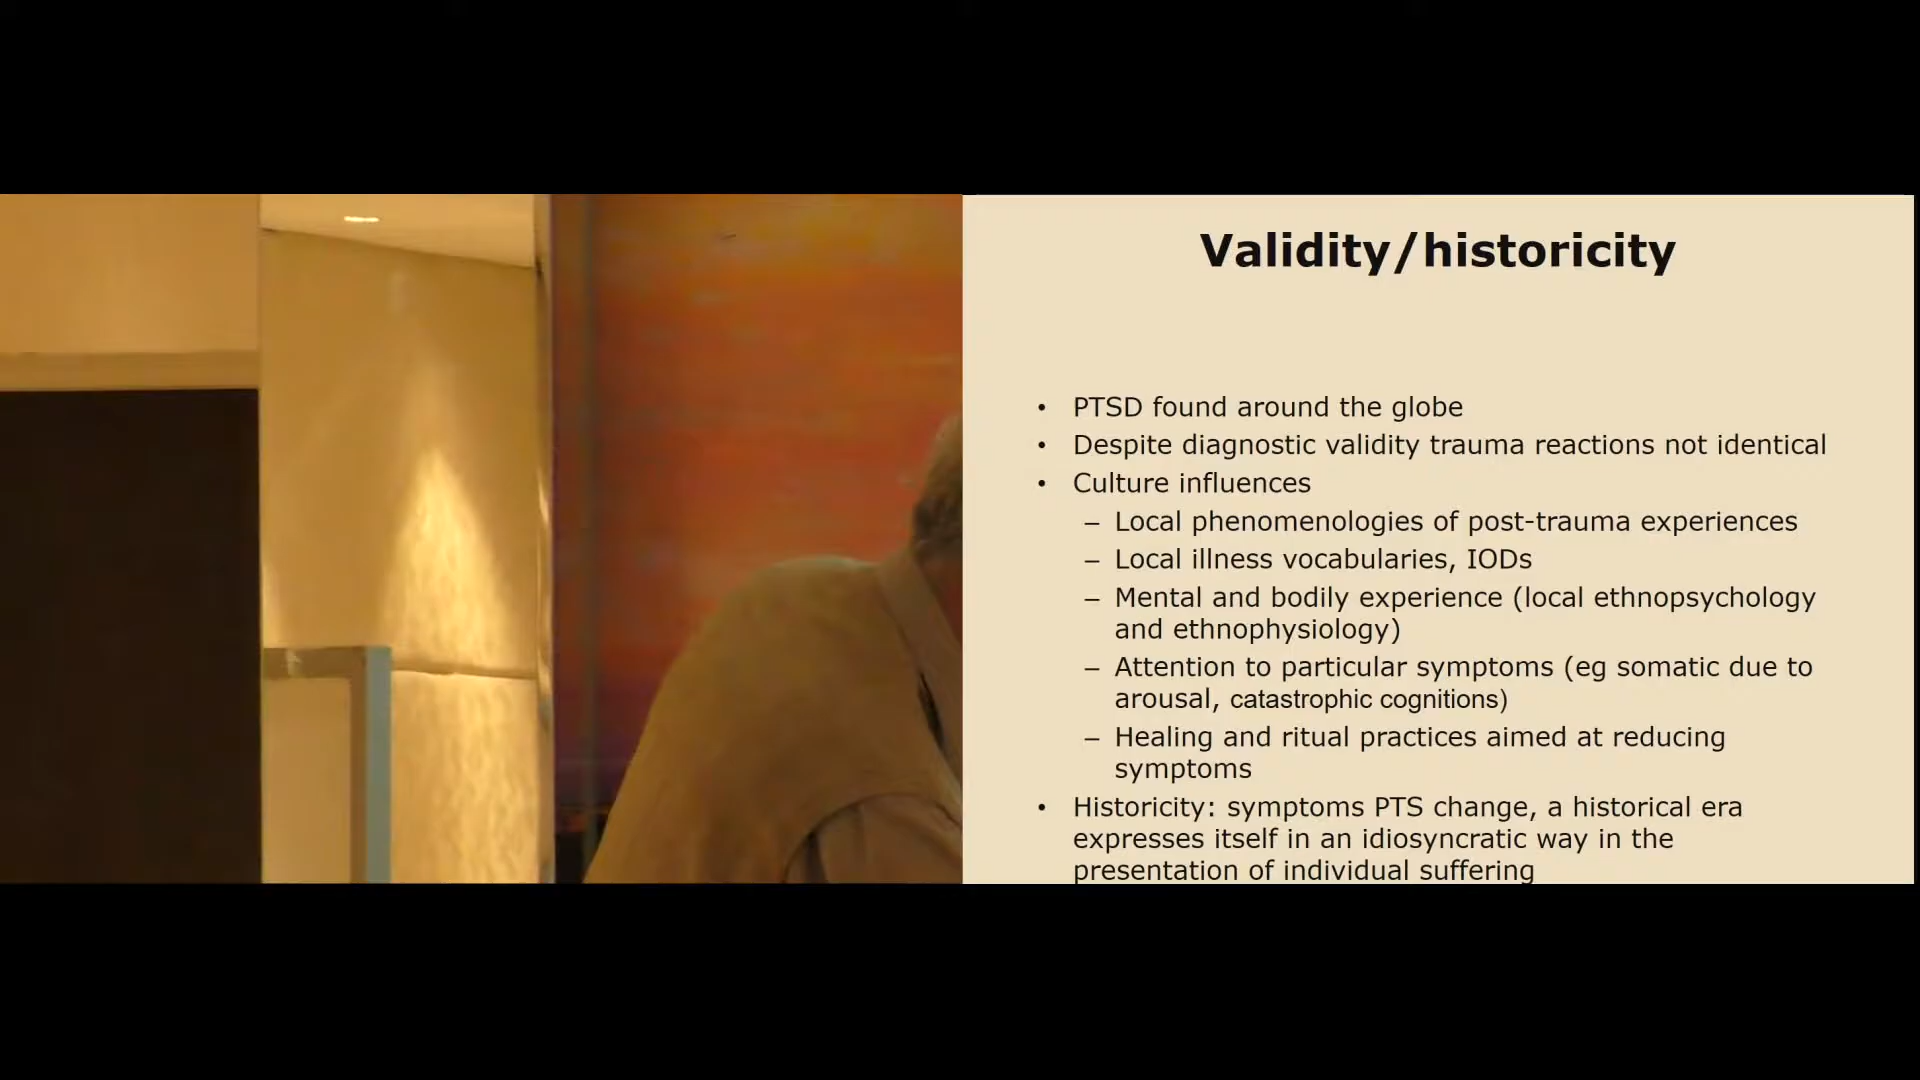 Validity/historicity
• PTSD found around the globe
• Despite diagnostic validity trauma reactions not identical
• Culture influences
– Local phenomenologies of post-trauma experiences
– Local illness vocabularies, IODs
– Mental and bodily experience (local ethnopsychology
and ethnophysiology)
– Attention to particular symptoms (eg somatic due to
arousal, catastrophic cognitions)
– Healing and ritual practices aimed at reducing
symptoms
• Historicity: symptoms PTS change, a historical era
expresses itself in an idiosyncratic way in the
presentation of individual suffering